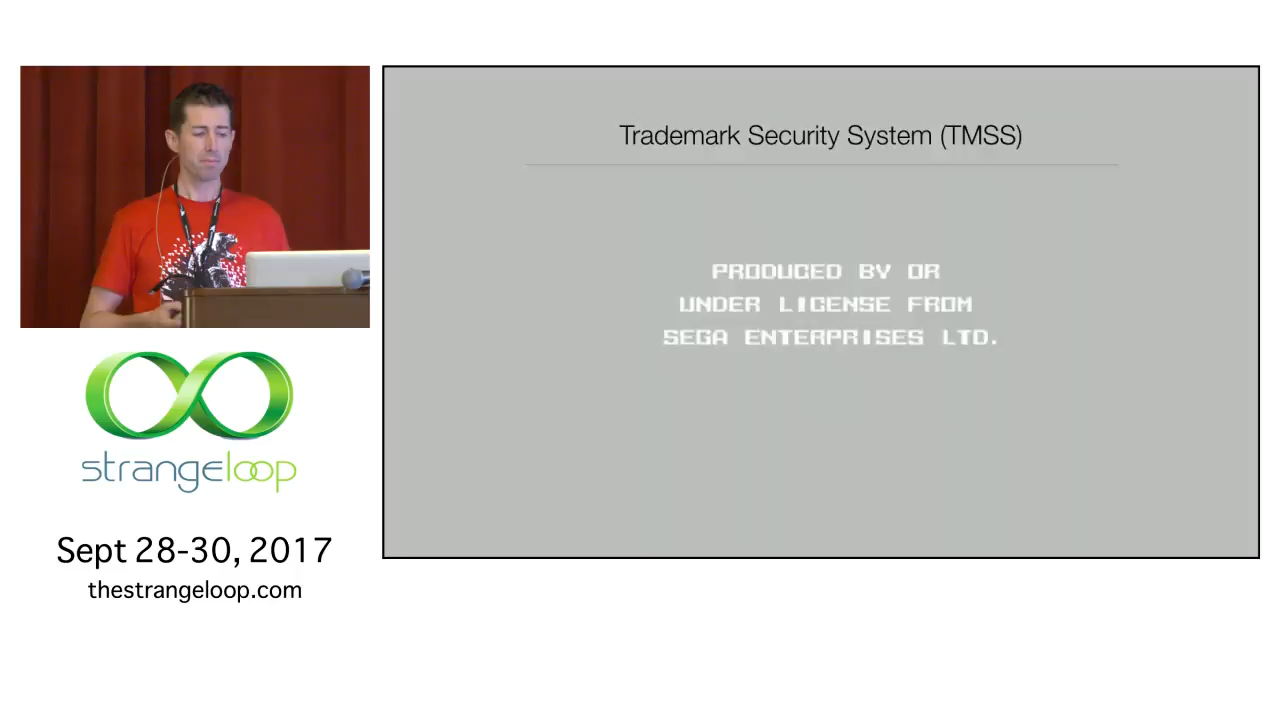 Trademark Security System (TMSS)
PRODUCED BY OR
UNDER LICENSE FROM
SEGA ENTERPRISES LTD.
strangeloop
Sept 28-30, 2017
thestrangeloop.com